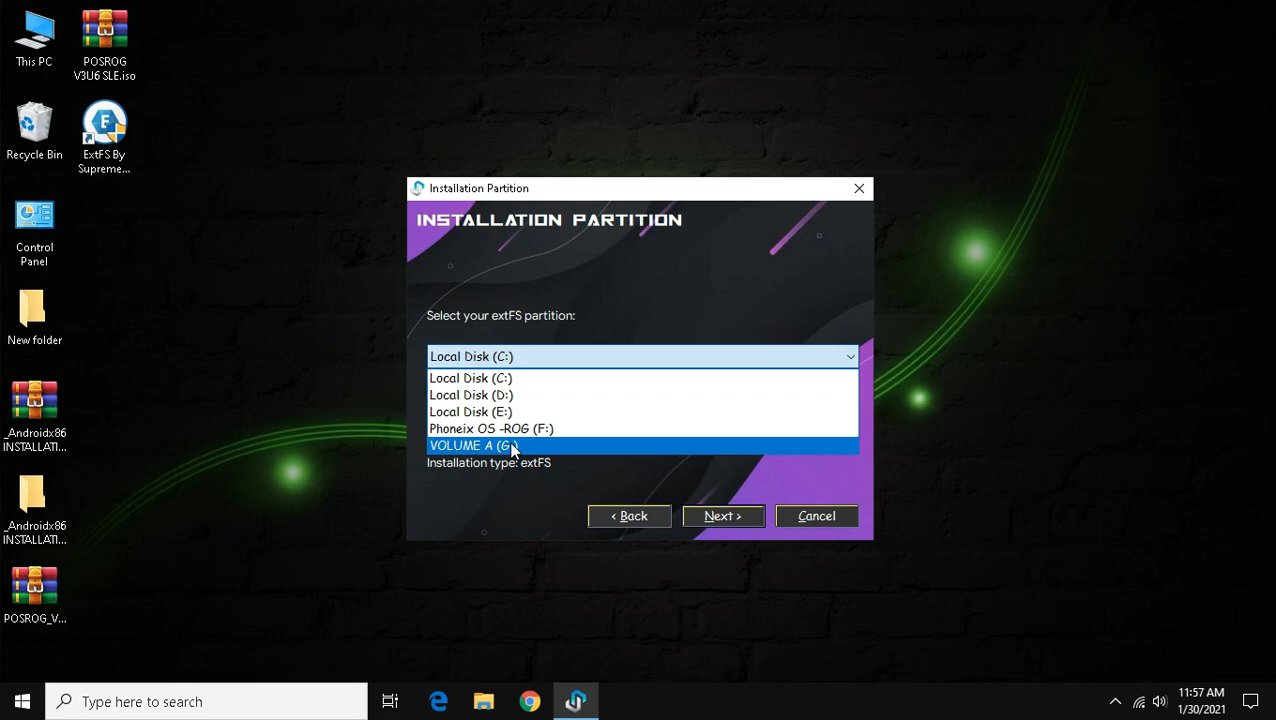 This PC
POSROG
V3U6 SLE.iso
Recycle Bin
ExtFS By
Supreme...
Control
Panel
New folder
_Androidx86
INSTALLATI...
_Androidx86
INSTALLATI...
POSROG_V...
Installation Partition
INSTALLATION PARTITION
Select your extFS partition:
Local Disk (C:)
Local Disk (C:)
Local Disk (D:)
Local Disk (E:)
Phoneix OS -ROG (F:)
VOLUME A (G:)
Installation type: extFS
< Back
Next >
Cancel
Type here to search
11:57 AM
1/30/2021